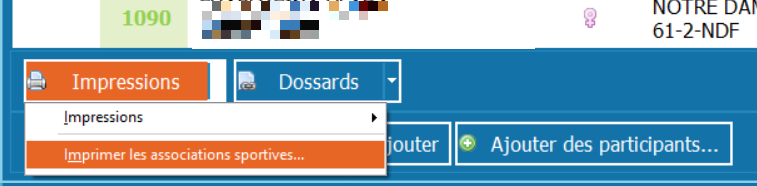 NOTRE DAM
1090
61-2-NDF
Impressions
Dossards
Impressions
Imprimer les associations sportives...
jouter
Ajouter des participants...